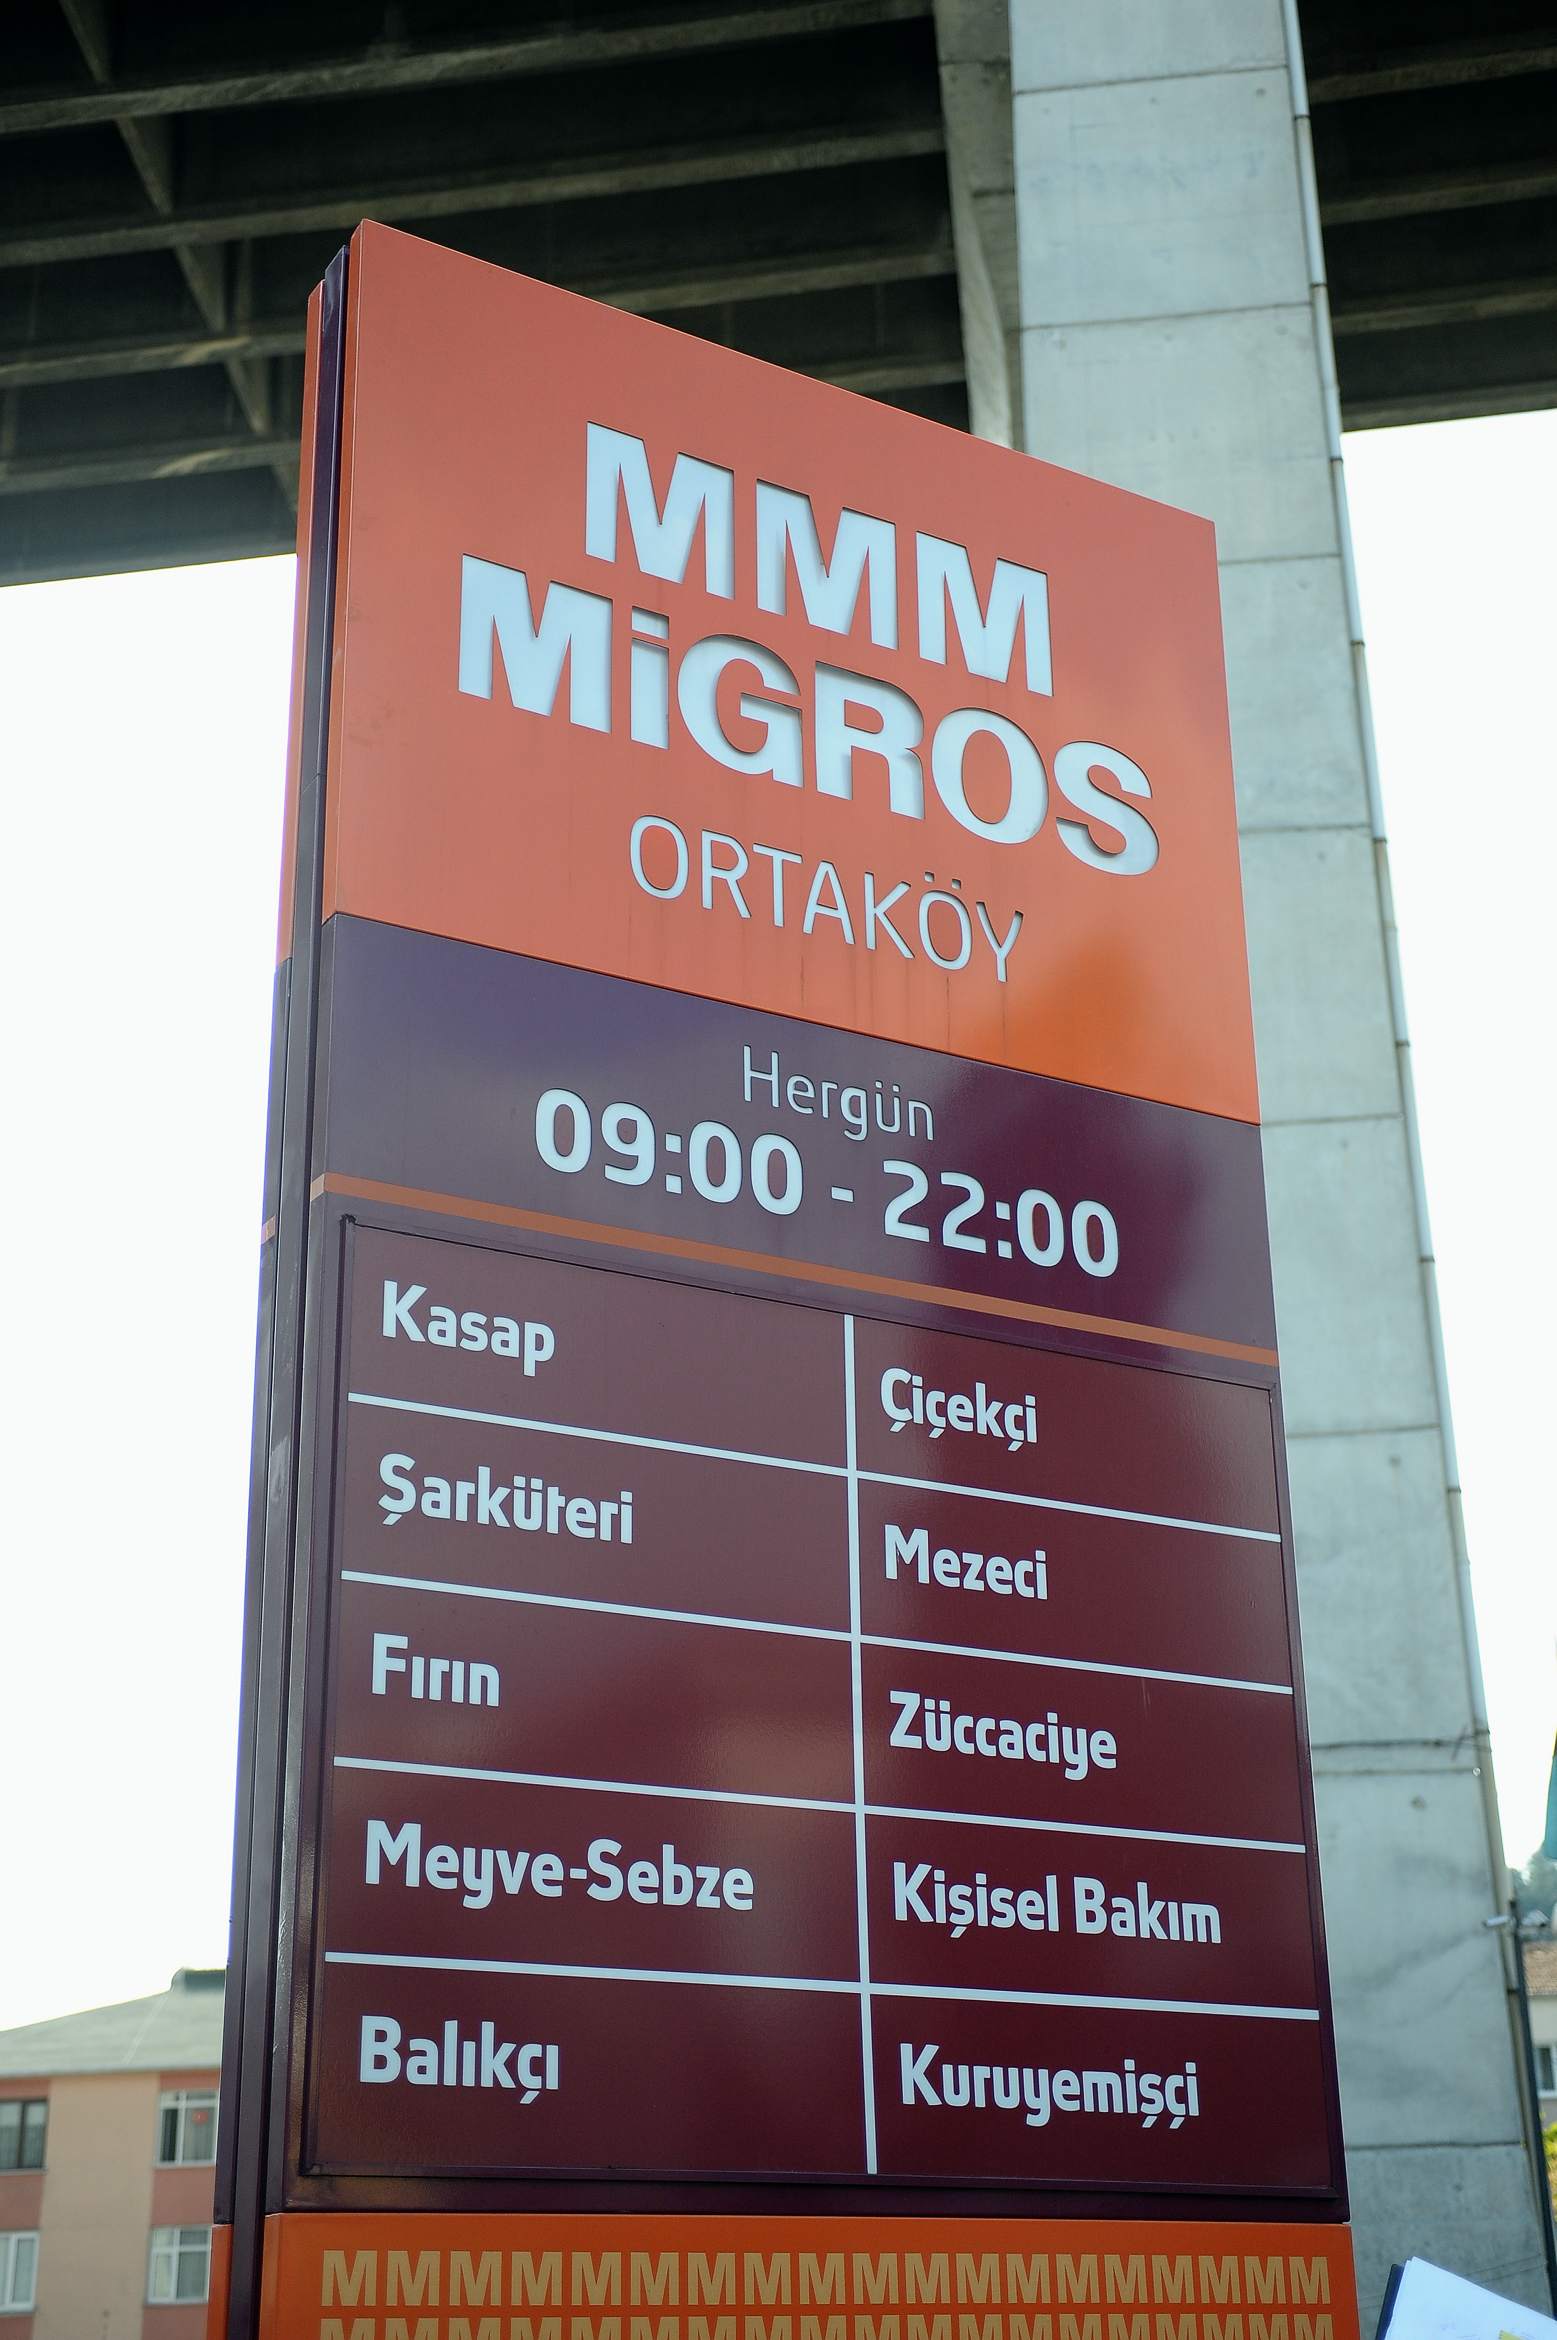 MMM
MiGROS
ORTAKÖY
Hergün
09:00 - 22:00
Kasap
Çiçekçi
Şarküteri
Mezeci
Fırın
Züccaciye
Meyve-Sebze
Kişisel Bakım
Balıkçı
Kuruyemişçi
MMMMMMMMMMMMMMMMMM